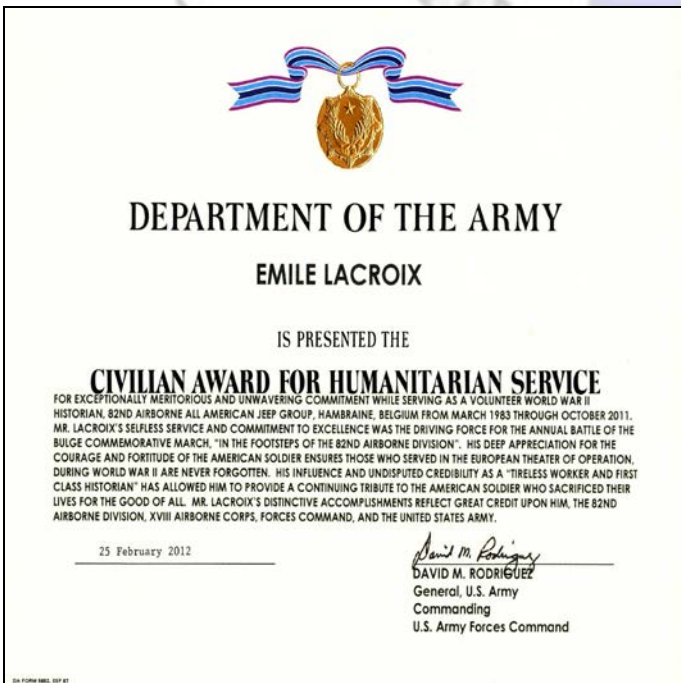 DEPARTMENT OF THE ARMY
EMILE LACROIX
IS PRESENTED THE
CIVILIAN AWARD FOR HUMANITARIAN SERVICE
FOR EXCEPTIONALLY MERITORIOUS AND UNWAVERING COMMITMENT WHILE SERVING AS A VOLUNTEER WORLD WAR II
HISTORIAN, 82ND AIRBORNE ALL AMERICAN JEEP GROUP, HAMBRAINE, BELGIUM FROM MARCH 1983 THROUGH OCTOBER 2011.
MR. LACROIX'S SELFLESS SERVICE AND COMMITMENT TO EXCELLENCE WAS THE DRIVING FORCE FOR THE ANNUAL BATTLE OF THE
BULGE COMMEMORATIVE MARCH, "IN THE FOOTSTEPS OF THE 82ND AIRBORNE DIVISION". HIS DEEP APPRECIATION FOR THE
COURAGE AND FORTITUDE OF THE AMERICAN SOLDIER ENSURES THOSE WHO SERVED IN THE EUROPEAN THEATER OF OPERATION,
DURING WORLD WAR II ARE NEVER FORGOTTEN. HIS INFLUENCE AND UNDISPUTED CREDIBILITY AS A "TIRELESS WORKER AND FIRST
CLASS HISTORIAN" HAS ALLOWED HIM TO PROVIDE A CONTINUING TRIBUTE TO THE AMERICAN SOLDIER WHO SACRIFICED THEIR
LIVES FOR THE GOOD OF ALL. MR. LACROIX'S DISTINCTIVE ACCOMPLISHMENTS REFLECT GREAT CREDIT UPON HIM, THE 82ND
AIRBORNE DIVISION, XVIII AIRBORNE CORPS, FORCES COMMAND, AND THE UNITED STATES ARMY.
25 February 2012
David M. Rodriguez
DAVID M. RODRIGUEZ
General, U.S. Army
Commanding
U.S. Army Forces Command